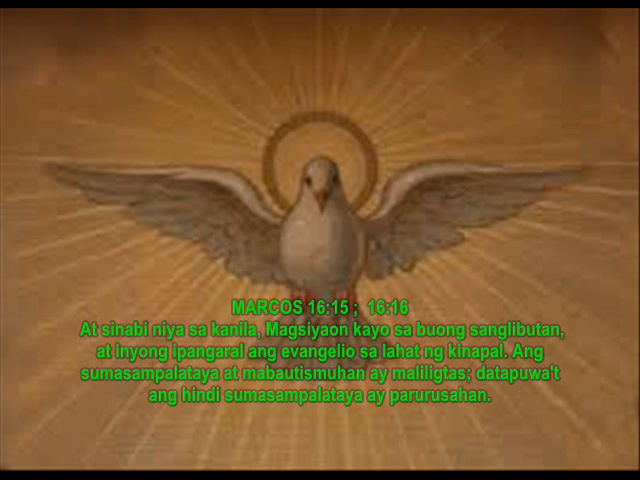 MARCOS 16:15 ; 16:16
At sinabi niya sa kanila, Magsiyaon kayo sa buong sanglibutan,
at inyong Ipangaral ang evangelio sa lahat ng kinapal. Ang
sumasampalataya at mabautismuhan ay maliligtas; datapuwa't
ang hindi sumasampalataya ay parurusahan.